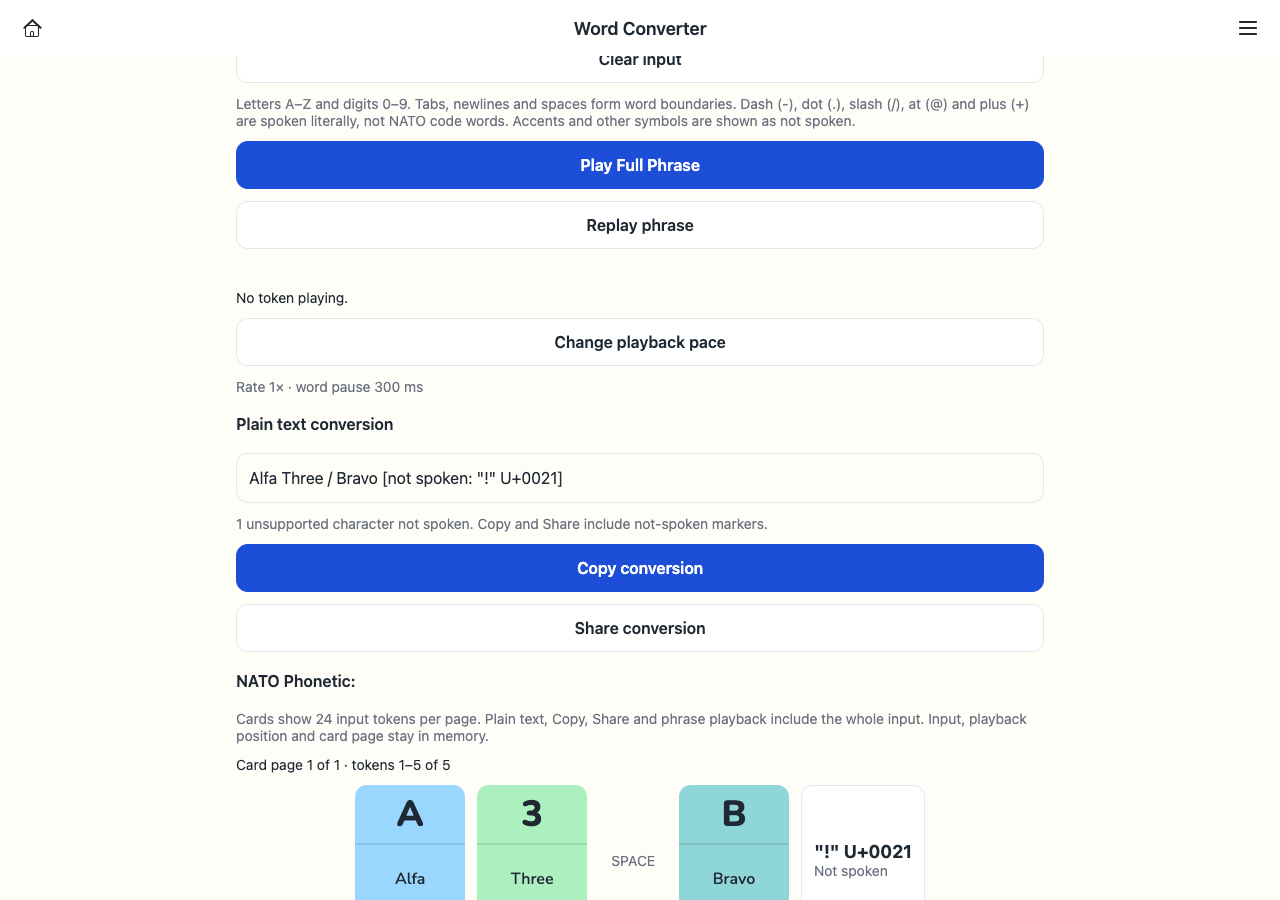 Word Converter
Clear input
Letters A–Z and digits 0–9. Tabs, newlines and spaces form word boundaries. Dash (-), dot (.), slash (/), at (@) and plus (+)
are spoken literally, not NATO code words. Accents and other symbols are shown as not spoken.
Play Full Phrase
Replay phrase
No token playing.
Change playback pace
Rate 1× · word pause 300 ms
Plain text conversion
Alfa Three / Bravo [not spoken: "!" U+0021]
1 unsupported character not spoken. Copy and Share include not-spoken markers.
Copy conversion
Share conversion
NATO Phonetic:
Cards show 24 input tokens per page. Plain text, Copy, Share and phrase playback include the whole input. Input, playback
position and card page stay in memory.
Card page 1 of 1 · tokens 1–5 of 5
A
Alfa
3
Three
SPACE
B
Bravo
"!" U+0021
Not spoken